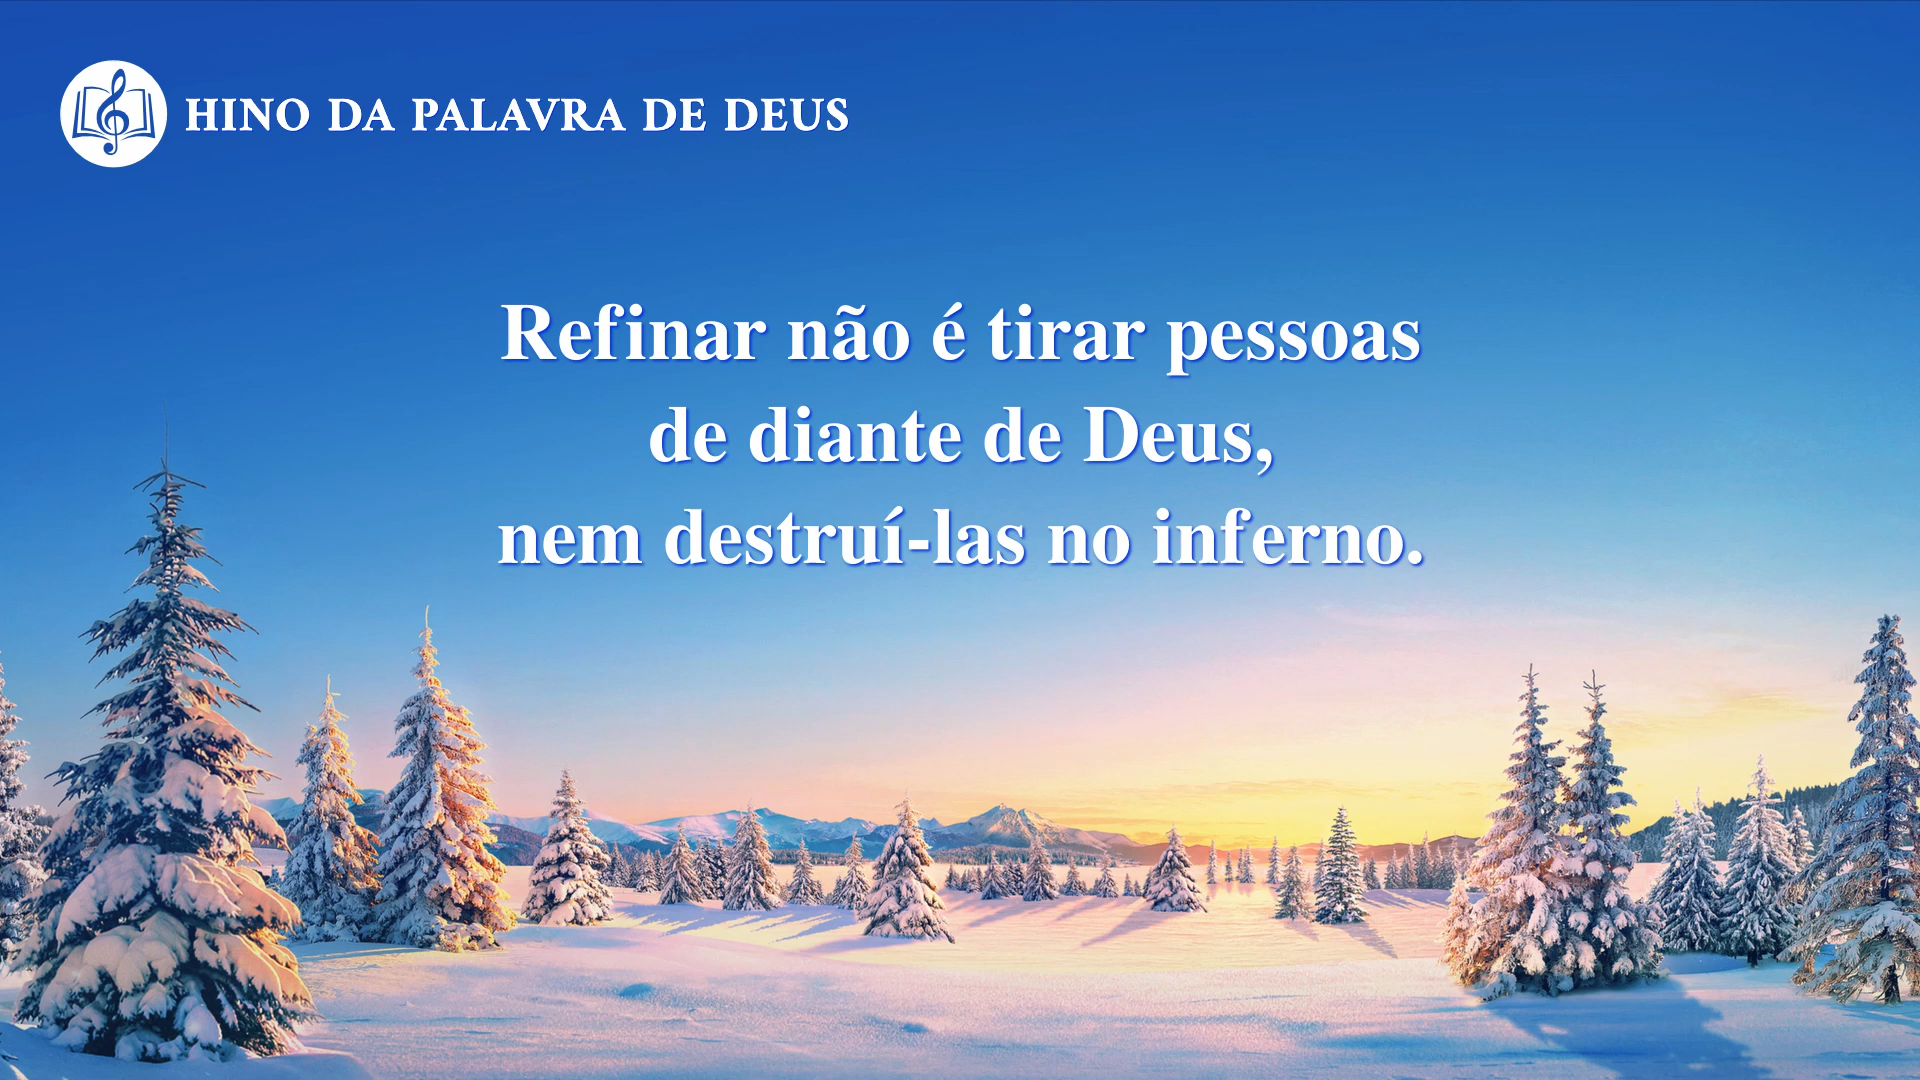 HINO DA PALAVRA DE DEUS
Refinar não é tirar pessoas
de diante de Deus,
nem destruí-las no inferno.